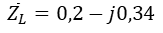 Z̄_L = 0,2 − j0,34